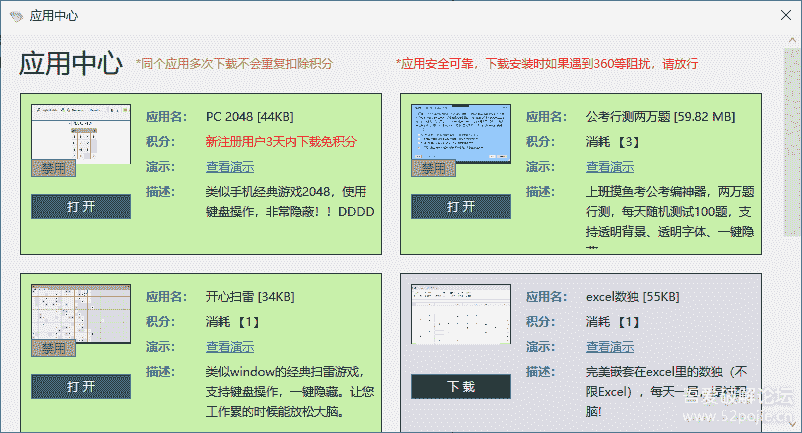 应用中心
应用中心 *同个应用多次下载不会重复扣除积分 *应用安全可靠，下载安装时如果遇到360等阻扰，请放行
应用名： PC 2048 [44KB]
积分： 新注册用户3天内下载免积分
演示： 查看演示
描述： 类似手机经典游戏2048，使用
键盘操作，非常隐蔽！！DDDD
禁用
打 开
应用名： 公考行测两万题 [59.82 MB]
积分： 消耗 【3】
演示： 查看演示
描述： 上班摸鱼考公考编神器，两万题
行测，每天随机测试100题，支
持透明背景、透明字体、一键隐
禁用
打 开
应用名： 开心扫雷 [34KB]
积分： 消耗 【1】
演示： 查看演示
描述： 类似window的经典扫雷游戏，
支持键盘操作，一键隐藏。让您
工作累的时候能放松大脑。
禁用
打 开
应用名： excel数独 [55KB]
积分： 消耗 【1】
演示： 查看演示
描述： 完美嵌套在excel里的数独（不
限Excel），每天一局
脑!
下 载
吾爱破解论坛
www.52pojie.cn